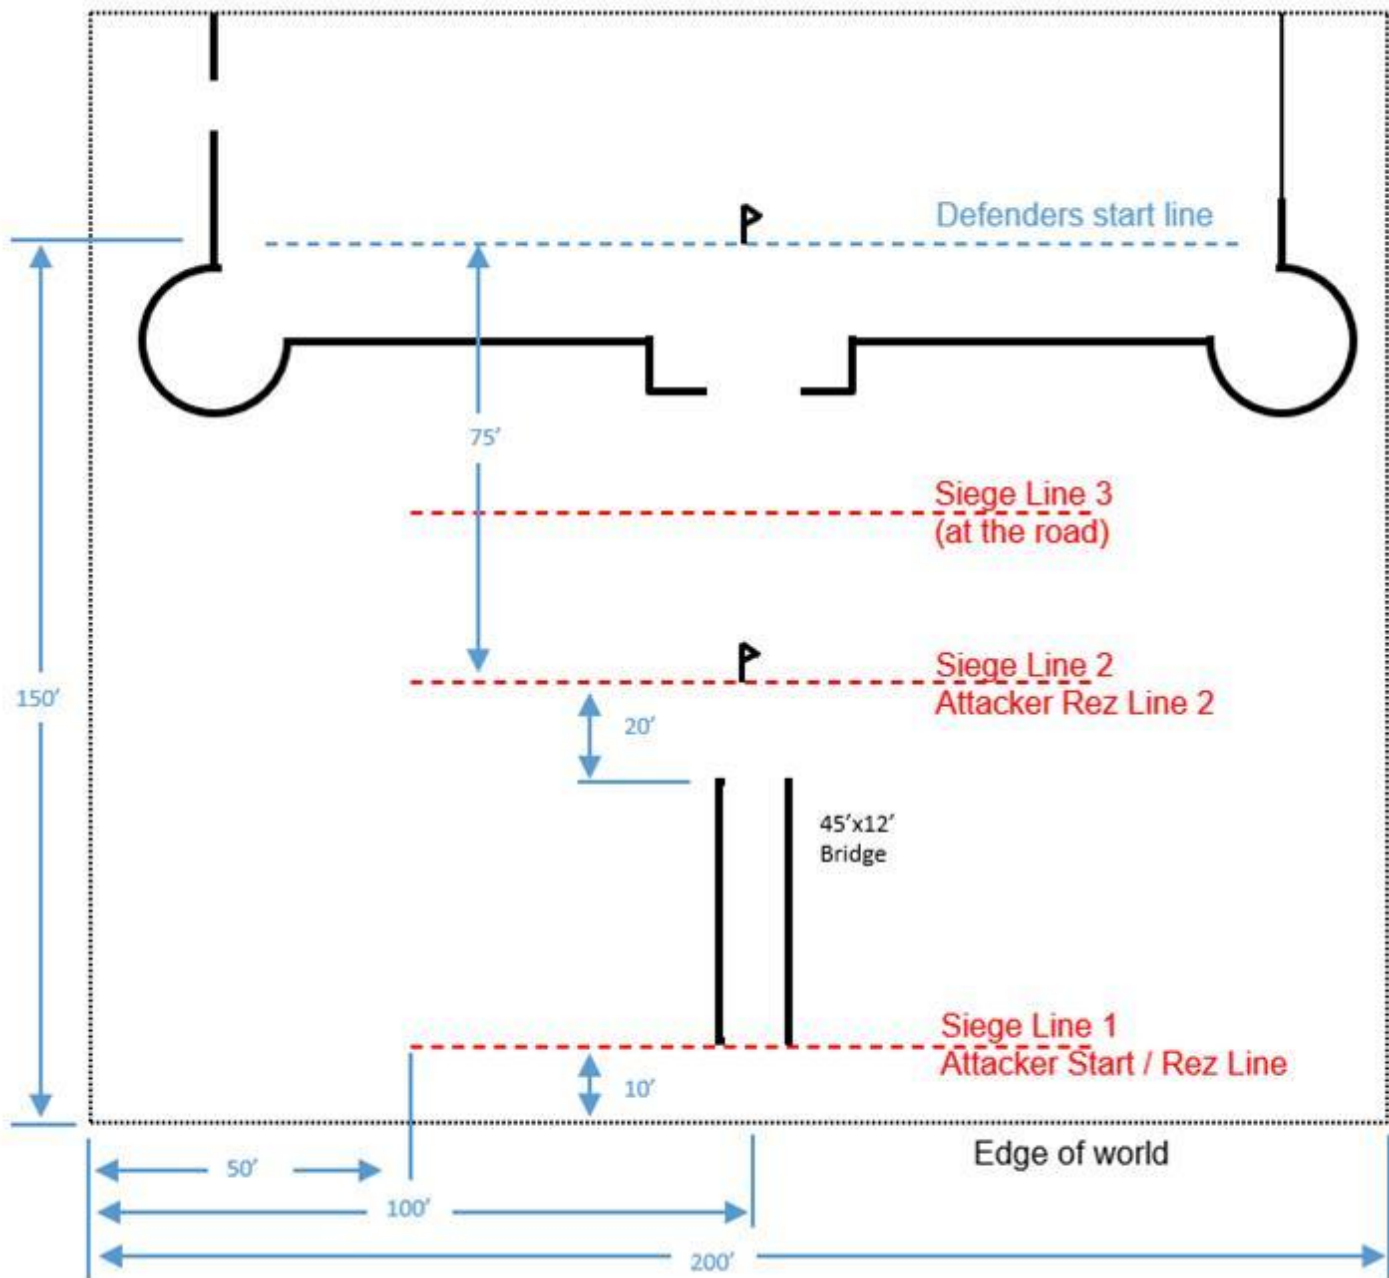 Defenders start line
75’
Siege Line 3
(at the road)
Siege Line 2
Attacker Rez Line 2
150’
20’
45’x12’
Bridge
Siege Line 1
Attacker Start / Rez Line
10’
Edge of world
50’
100’
200’